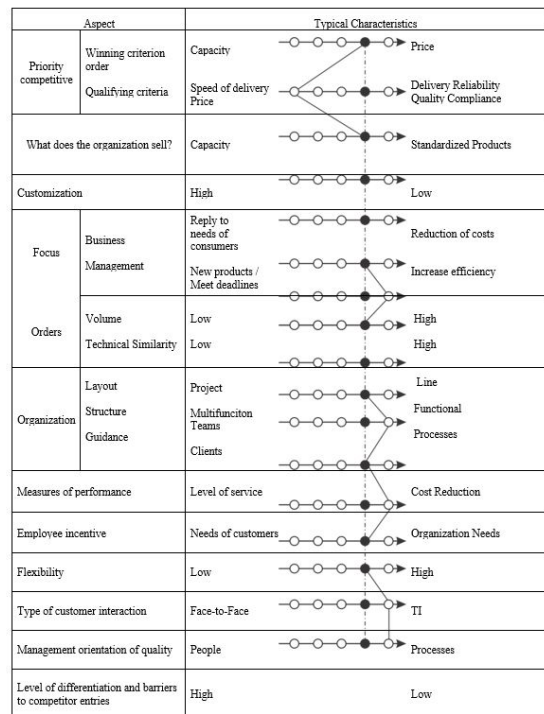 Aspect Typical Characteristics
Priority competitive
Winning criterion order
Capacity
Price
Qualifying criteria
Speed of delivery
Price
Delivery Reliability
Quality Compliance
What does the organization sell? Capacity Standardized Products
Customization High Low
Focus
Business
Reply to
needs of
consumers
Reduction of costs
Management
New products /
Meet deadlines
Increase efficiency
Orders
Volume Low High
Technical Similarity Low High
Organization
Layout Project Line
Structure
Multifunciton
Teams
Functional
Guidance Clients Processes
Measures of performance Level of service Cost Reduction
Employee incentive Needs of customers Organization Needs
Flexibility Low High
Type of customer interaction Face-to-Face TI
Management orientation of quality People Processes
Level of differentiation and barriers
to competitor entries
High Low